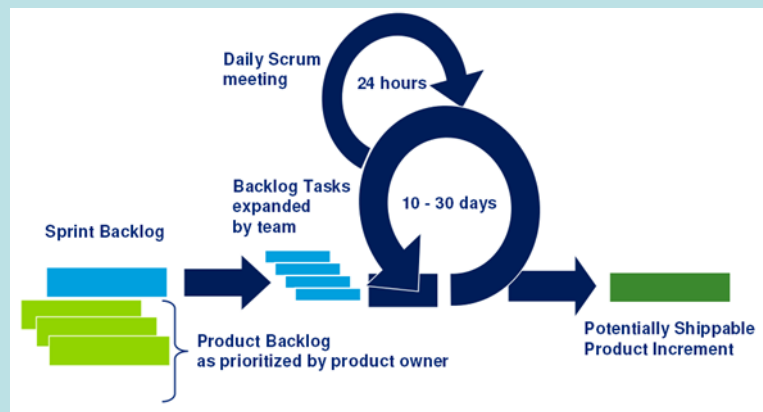 Daily Scrum
meeting
24 hours
Backlog Tasks
expanded
by team
10 - 30 days
Sprint Backlog
Product Backlog
as prioritized by product owner
Potentially Shippable
Product Increment